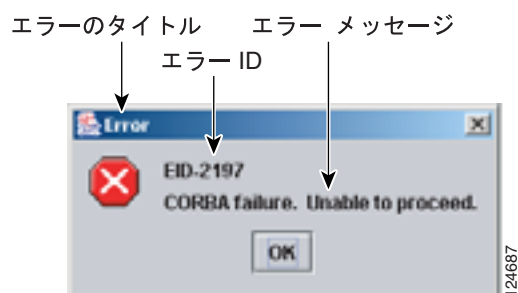 エラーのタイトル
エラー メッセージ
エラー ID
Error
EID-2197
CORBA failure. Unable to proceed.
OK
124687